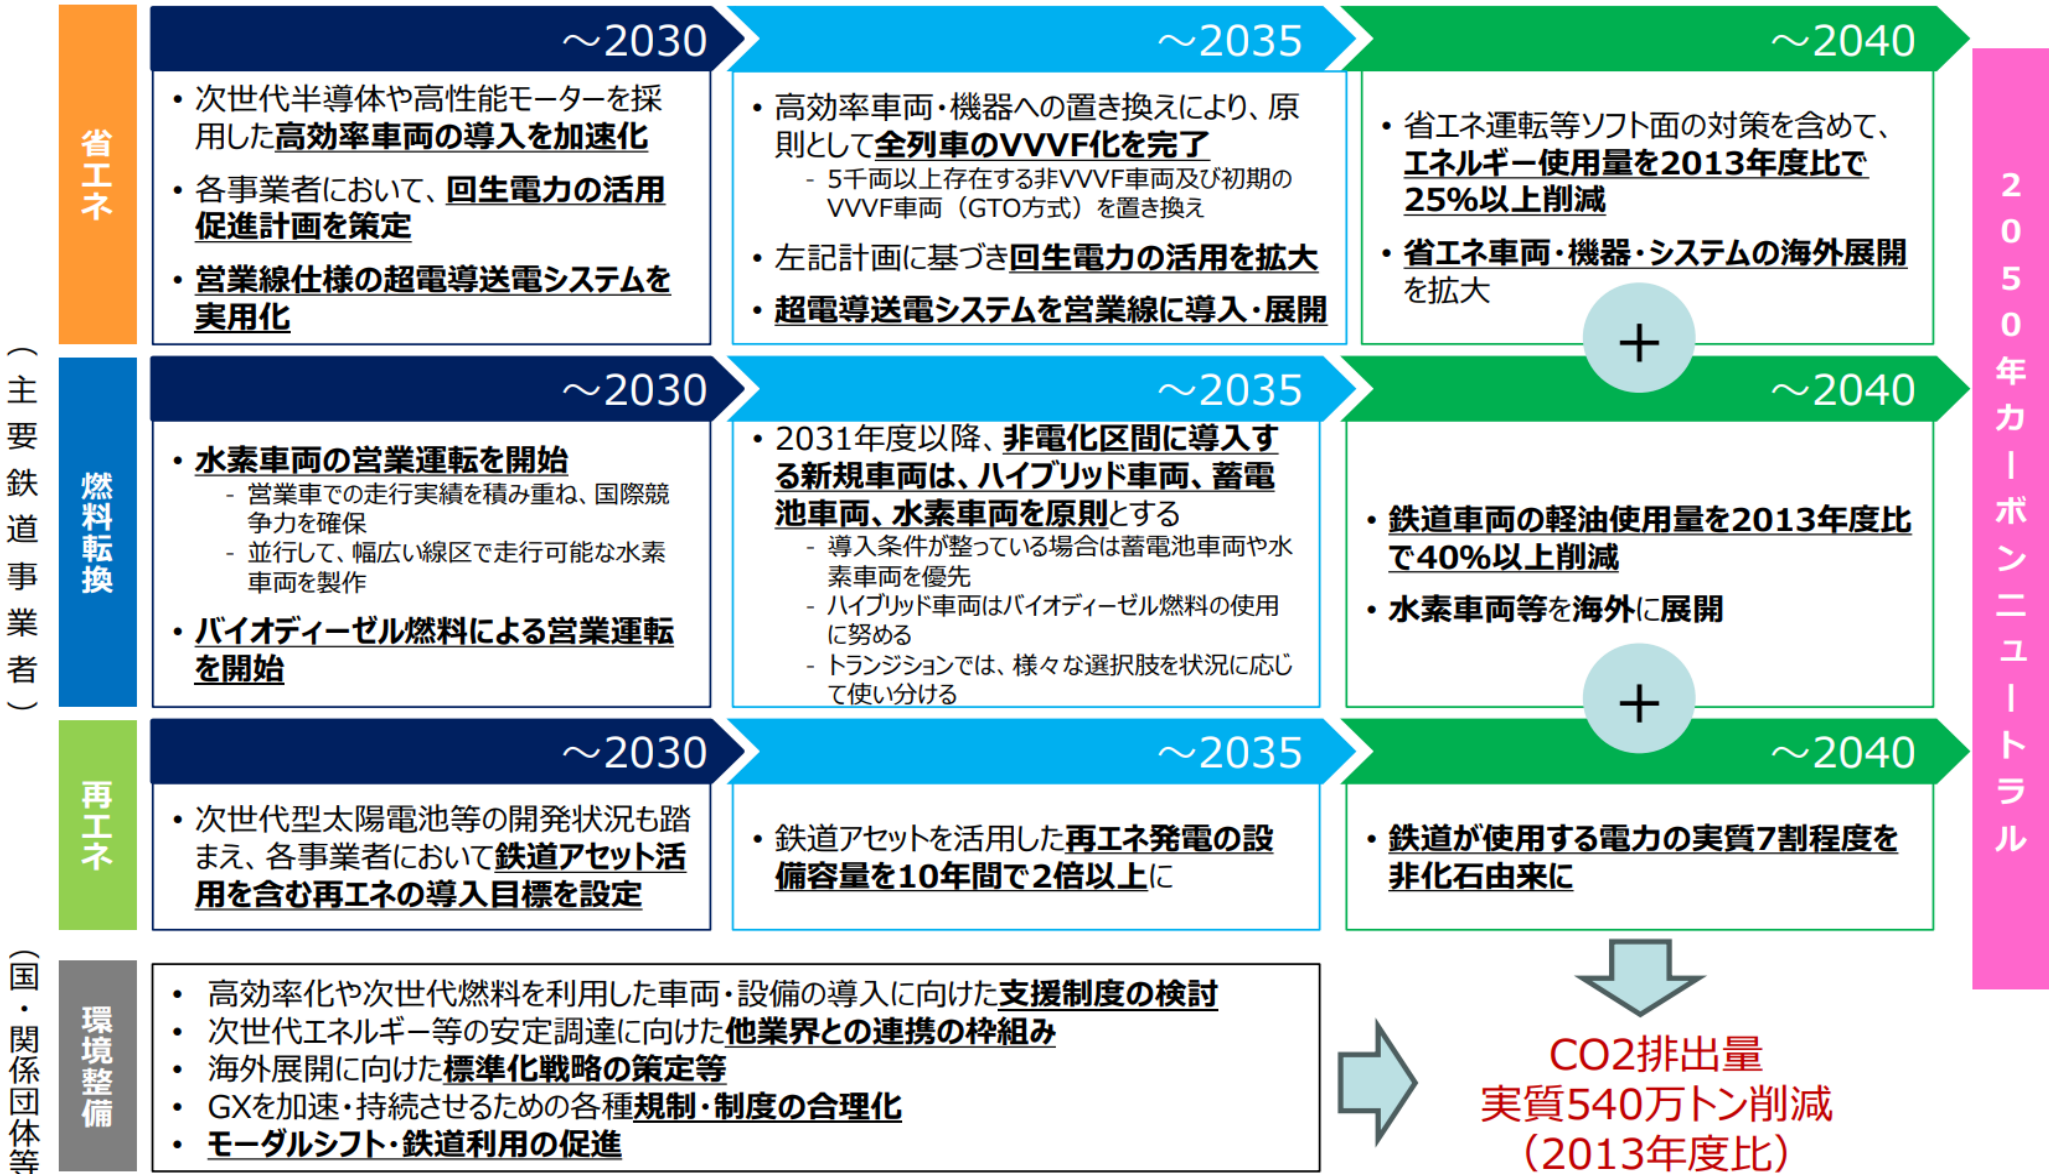 (主要鉄道事業者)
省エネ
～2030
・次世代半導体や高性能モーターを採
用した高効率車両の導入を加速化
・各事業者において、回生電力の活用
促進計画を策定
・営業線仕様の超電導送電システムを
実用化
～2035
・高効率車両・機器への置き換えにより、原
則として全列車のVVVF化を完了
- 5千両以上存在する非VVVF車両及び初期の
VVVF車両（GTO方式）を置き換え
・左記計画に基づき回生電力の活用を拡大
・超電導送電システムを営業線に導入・展開
～2040
・省エネ運転等ソフト面の対策を含めて、
エネルギー使用量を2013年度比で
25%以上削減
・省エネ車両・機器・システムの海外展開
を拡大
＋
燃料転換
～2030
・水素車両の営業運転を開始
- 営業車での走行実績を積み重ね、国際競
争力を確保
- 並行して、幅広い線区で走行可能な水素
車両を製作
・バイオディーゼル燃料による営業運転
を開始
～2035
・2031年度以降、非電化区間に導入す
る新規車両は、ハイブリッド車両、蓄電
池車両、水素車両を原則とする
- 導入条件が整っている場合は蓄電池車両や水
素車両を優先
- ハイブリッド車両はバイオディーゼル燃料の使用
に努める
- トランジションでは、様々な選択肢を状況に応じ
て使い分ける
～2040
・鉄道車両の軽油使用量を2013年度比
で40%以上削減
・水素車両等を海外に展開
＋
再エネ
～2030
・次世代型太陽電池等の開発状況も踏
まえ、各事業者において鉄道アセット活
用を含む再エネの導入目標を設定
～2035
・鉄道アセットを活用した再エネ発電の設
備容量を10年間で2倍以上に
～2040
・鉄道が使用する電力の実質7割程度を
非化石由来に
2050年カーボンニュートラル
(国・関係団体等
環境整備
・高効率化や次世代燃料を利用した車両・設備の導入に向けた支援制度の検討
・次世代エネルギー等の安定調達に向けた他業界との連携の枠組み
・海外展開に向けた標準化戦略の策定等
・GXを加速・持続させるための各種規制・制度の合理化
・モーダルシフト・鉄道利用の促進
CO2排出量
実質540万トン削減
（2013年度比）